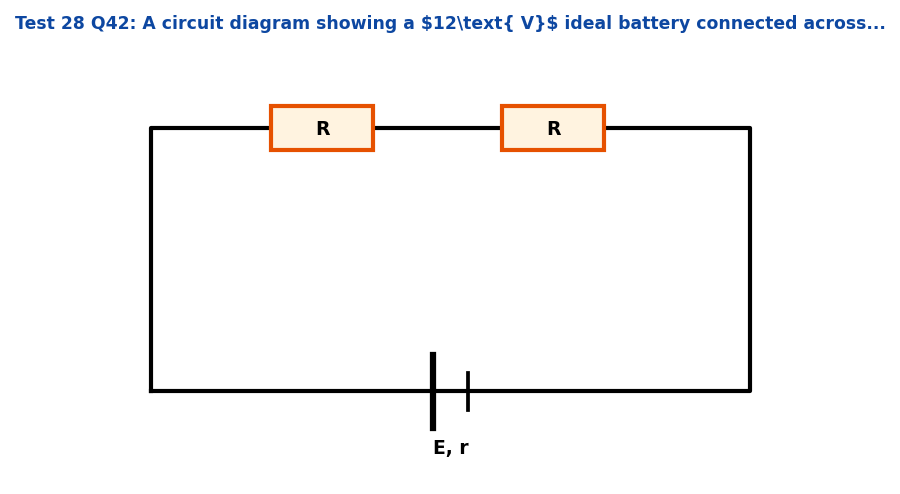 Test 28 Q42: A circuit diagram showing a $12\text{ V}$ ideal battery connected across...
R R
E, r